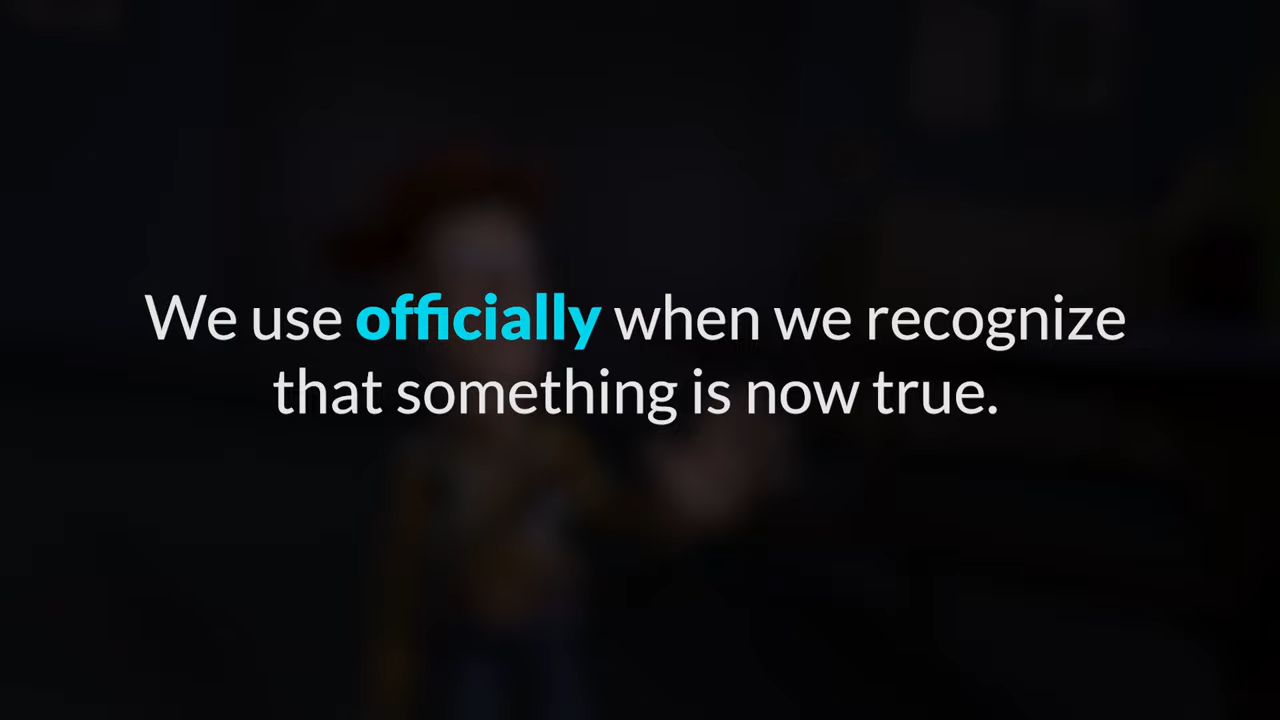 We use officially when we recognize
that something is now true.